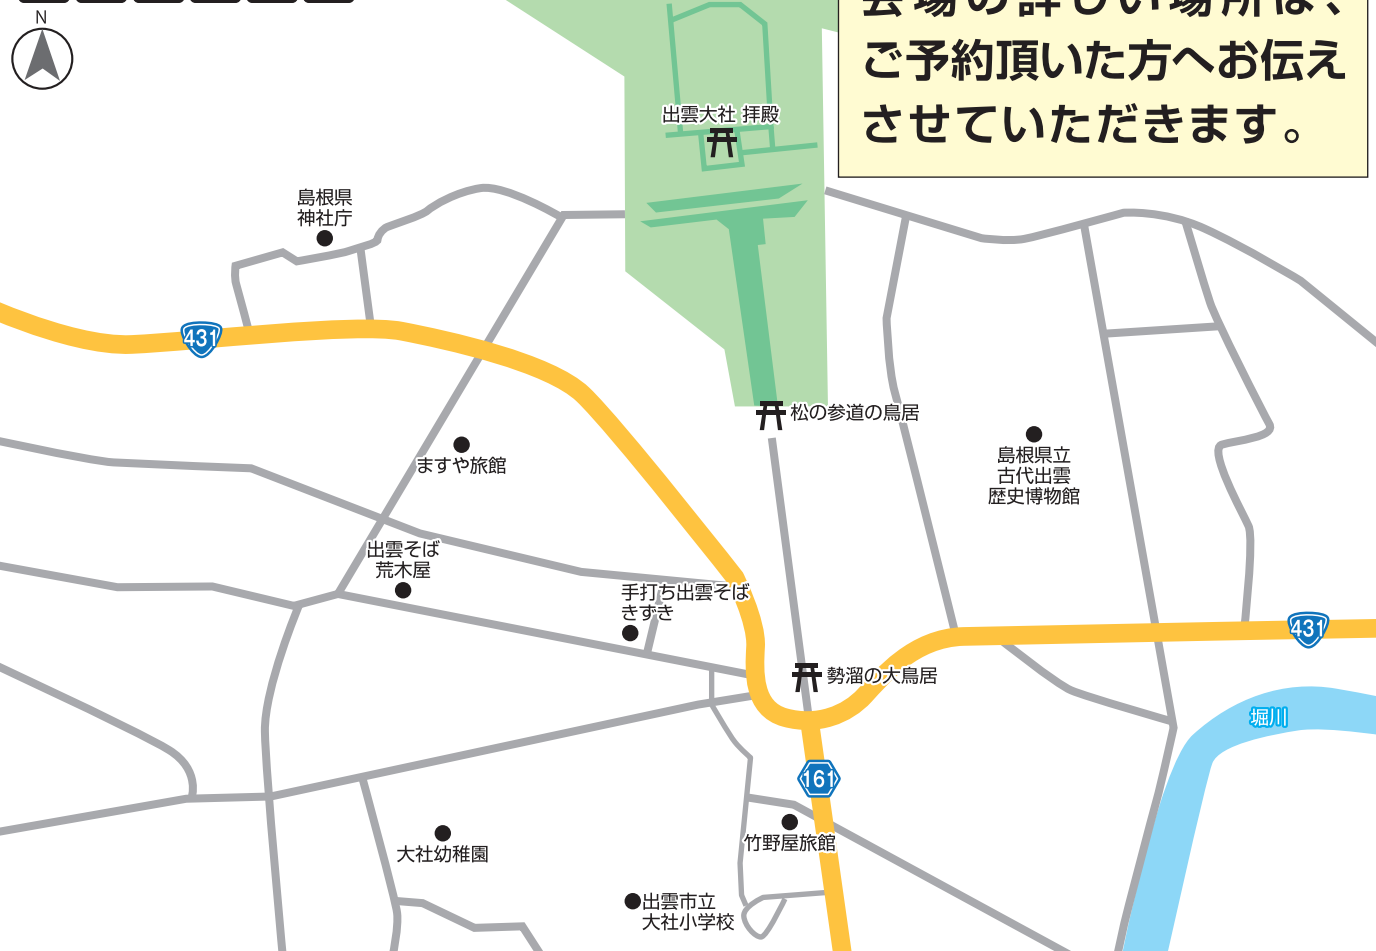 会場の詳しい場所は、
ご予約頂いた方へお伝え
させていただきます。
N
出雲大社 拝殿
島根県
神社庁
431
松の参道の鳥居
ますや旅館
島根県立
古代出雲
歴史博物館
出雲そば
荒木屋
手打ち出雲そば
きずき
431
勢溜の大鳥居
堀川
161
竹野屋旅館
大社幼稚園
出雲市立
大社小学校